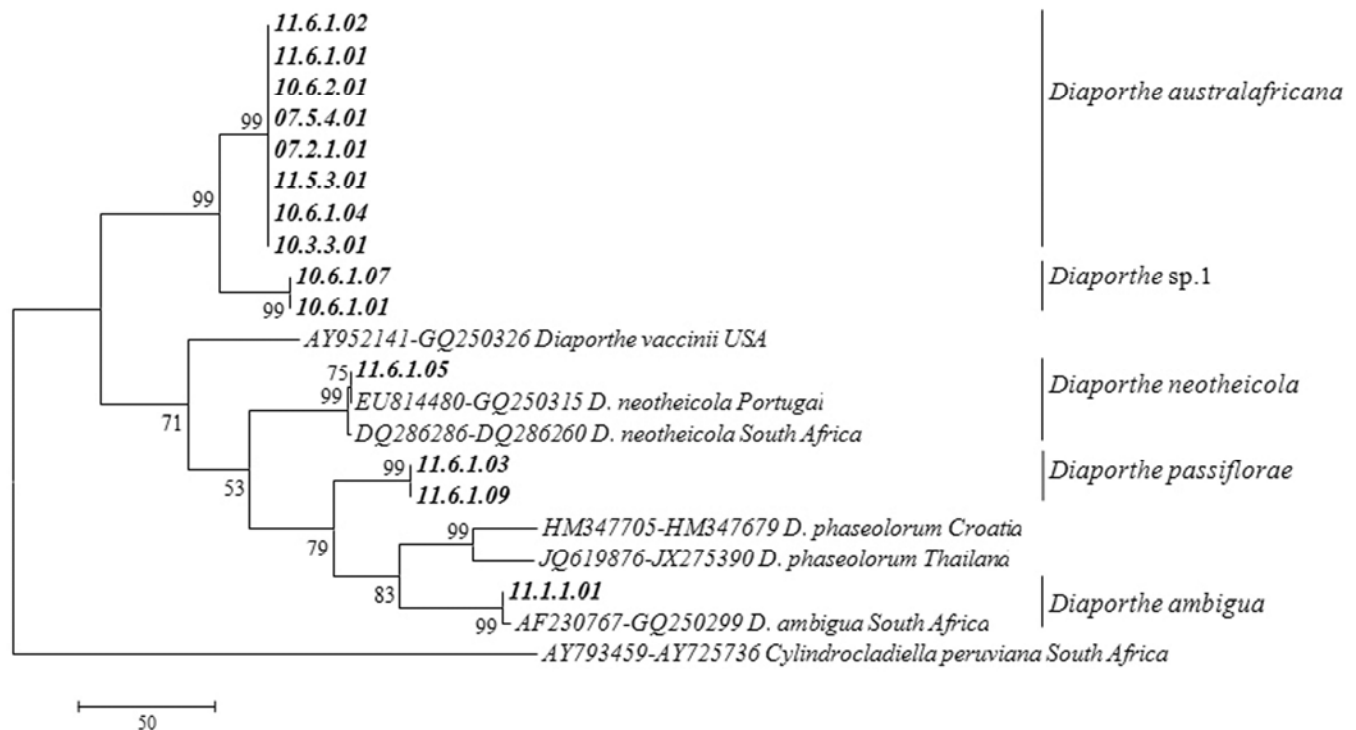 11.6.1.02
11.6.1.01
10.6.2.01
Diaporthe australafricana
07.5.4.01
99
07.2.1.01
11.5.3.01
99
10.6.1.04
10.3.3.01
10.6.1.07
Diaporthe sp.1
99
10.6.1.01
AY952141-GQ250326 Diaporthe vaccinii USA
75
11.6.1.05
Diaporthe neotheicola
99
EU814480-GQ250315 D. neotheicola Portugal
71
DQ286286-DQ286260 D. neotheicola South Africa
99
11.6.1.03
Diaporthe passiflorae
53
11.6.1.09
99
HM347705-HM347679 D. phaseolorum Croatia
79
JQ619876-JX275390 D. phaseolorum Thailand
83
11.1.1.01
Diaporthe ambigua
99
AF230767-GQ250299 D. ambigua South Africa
AY793459-AY725736 Cylindrocladiella peruviana South Africa
50